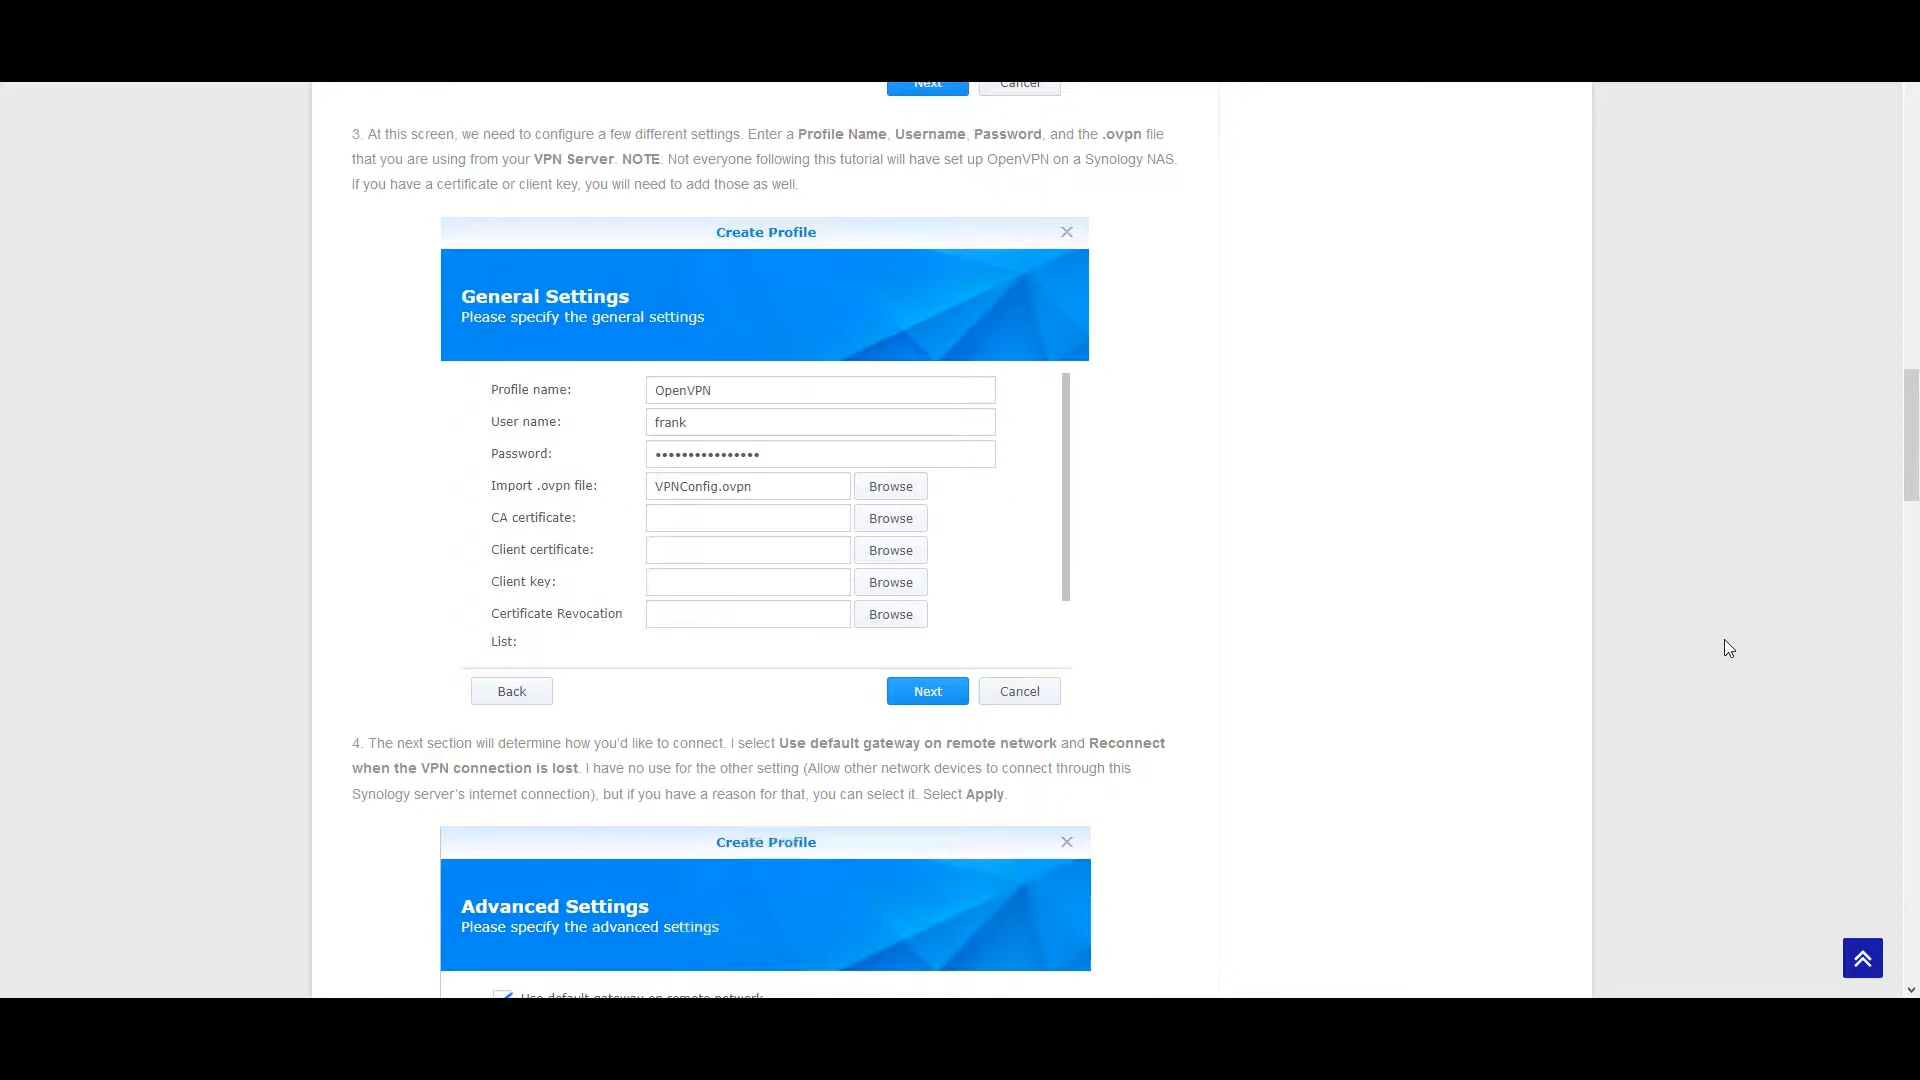 Next Cancel
3. At this screen, we need to configure a few different settings. Enter a Profile Name, Username, Password, and the .ovpn file
that you are using from your VPN Server. NOTE: Not everyone following this tutorial will have set up OpenVPN on a Synology NAS.
If you have a certificate or client key, you will need to add those as well.
Create Profile
General Settings
Please specify the general settings
Profile name: OpenVPN
User name: frank
Password: ••••••••••••••••
Import .ovpn file: VPNConfig.ovpn Browse
CA certificate: Browse
Client certificate: Browse
Client key: Browse
Certificate Revocation Browse
List:
Back Next Cancel
4. The next section will determine how you'd like to connect. I select Use default gateway on remote network and Reconnect
when the VPN connection is lost. I have no use for the other setting (Allow other network devices to connect through this
Synology server's internet connection), but if you have a reason for that, you can select it. Select Apply.
Create Profile
Advanced Settings
Please specify the advanced settings
Use default gateway on remote network